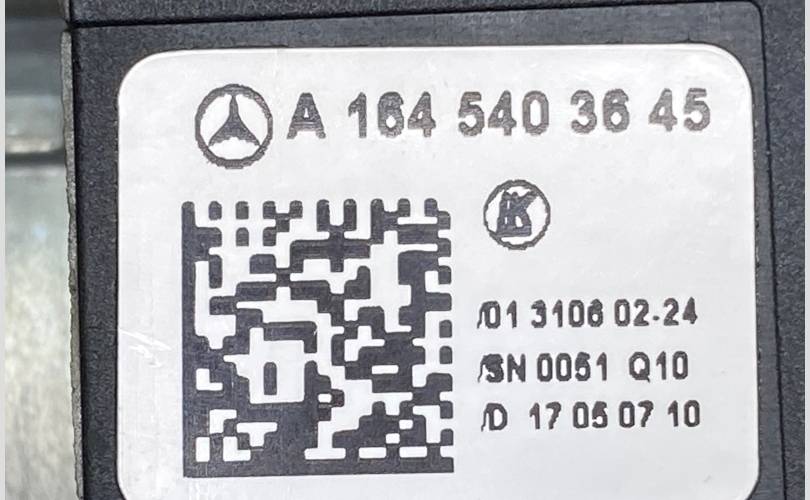 A 164 540 36 45
/01 3106 02-24
/SN 0051 Q10
/D 17 05 07 10